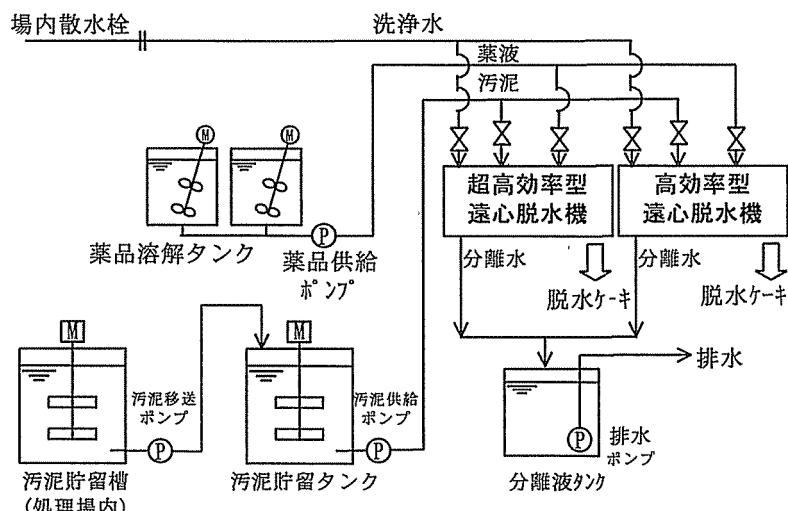 場内散水栓
洗浄水
薬液
汚泥
M
M
超高効率型
遠心脱水機
高効率型
遠心脱水機
P
薬品溶解タンク
薬品供給
ﾎﾟﾝﾌﾟ
分離水
脱水ｹｰｷ
分離水
脱水ｹｰｷ
M
M
汚泥移送
ポンプ
P
汚泥供給
ポンプ
P
排水
P
排水
ポンプ
汚泥貯留槽
(処理場内)
汚泥貯留タンク
分離液ﾀﾝｸ